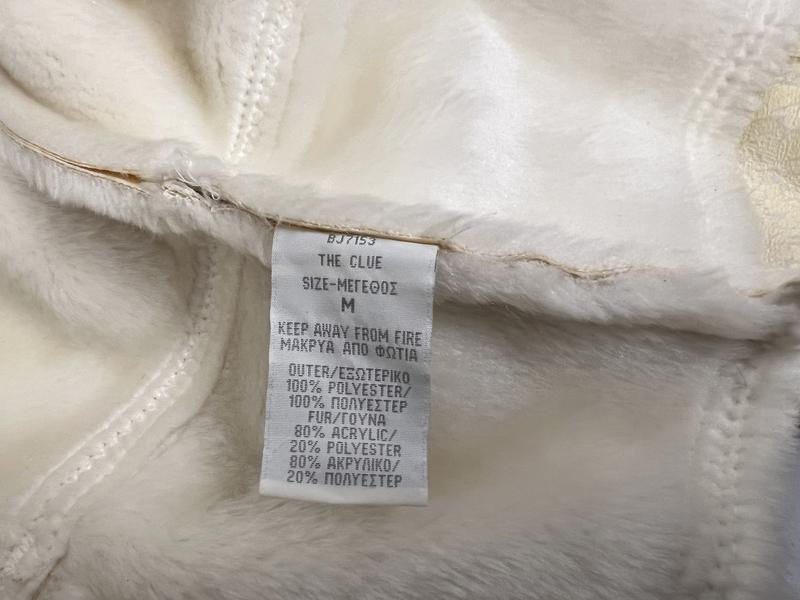 BJ7153
THE CLUE
SIZE-ΜΕΓΕΘΟΣ
M
KEEP AWAY FROM FIRE
ΜΑΚΡΥΑ ΑΠΟ ΦΩΤΙΑ
OUTER/ΕΞΩΤΕΡΙΚΟ
100% POLYESTER/
100% ΠΟΛΥΕΣΤΕΡ
FUR/ΓΟΥΝΑ
80% ACRYLIC/
20% POLYESTER
80% ΑΚΡΥΛΙΚΟ/
20% ΠΟΛΥΕΣΤΕΡ